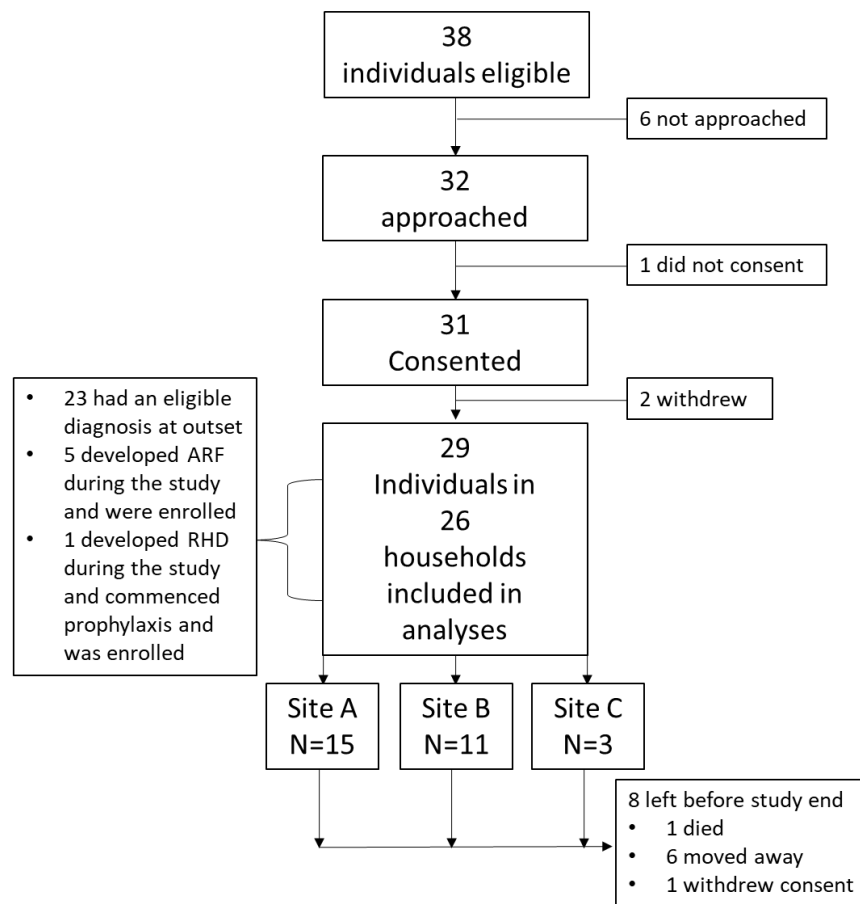 38
individuals eligible
6 not approached
32
approached
1 did not consent
31
Consented
2 withdrew
• 23 had an eligible
diagnosis at outset
• 5 developed ARF
during the study
and were enrolled
• 1 developed RHD
during the study
and commenced
prophylaxis and
was enrolled
29
Individuals in
26
households
included in
analyses
Site A
N=15
Site B
N=11
Site C
N=3
8 left before study end
• 1 died
• 6 moved away
• 1 withdrew consent